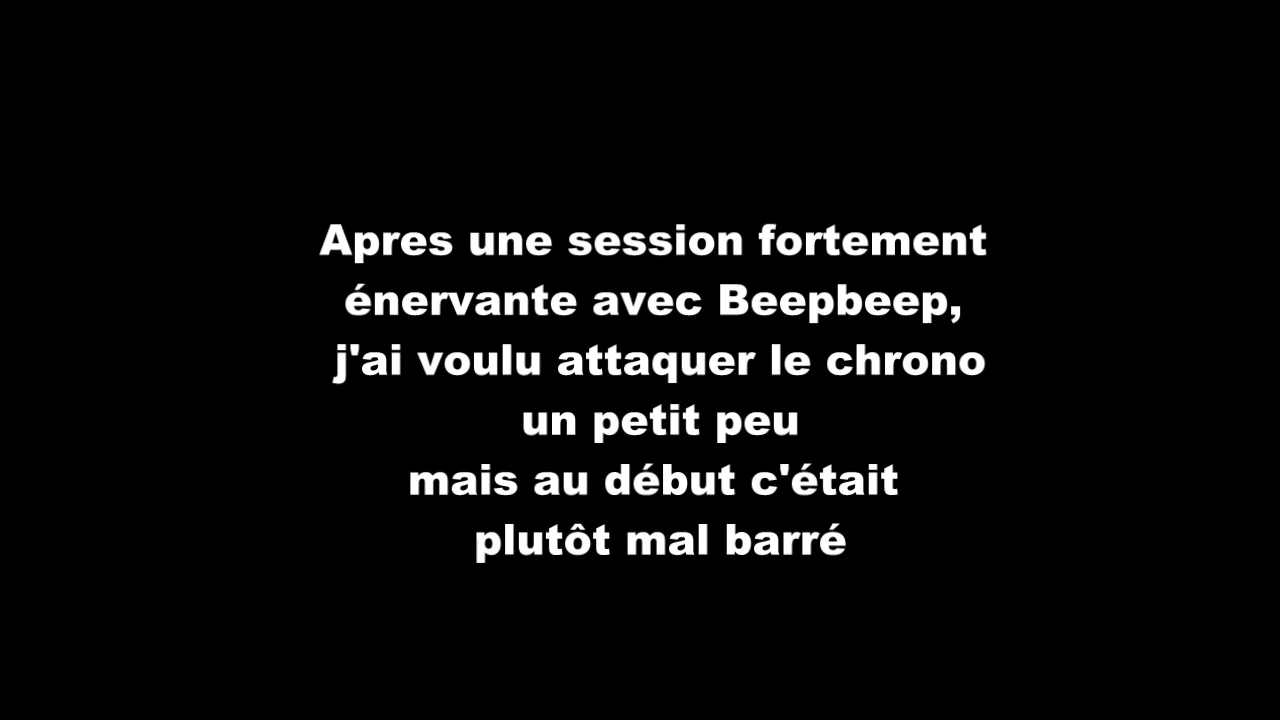 Apres une session fortement
énervante avec Beepbeep,
j'ai voulu attaquer le chrono
un petit peu
mais au début c'était
plutôt mal barré